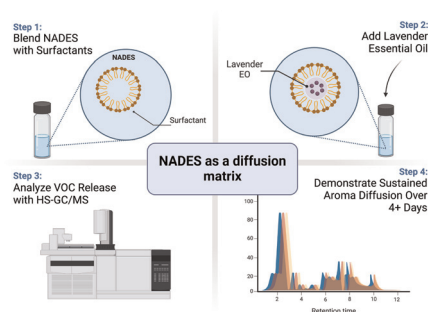 Step 1:
Blend NADES
with Surfactants
NADES
Surfactant
Step 2:
Add Lavender
Essential Oil
Lavender
EO
NADES as a diffusion
matrix
Step 3:
Analyze VOC Release
with HS-GC/MS
Step 4:
Demonstrate Sustained
Aroma Diffusion Over
4+ Days
100
80
60
40
20
0
2
4
6
8
10
12
Retention time